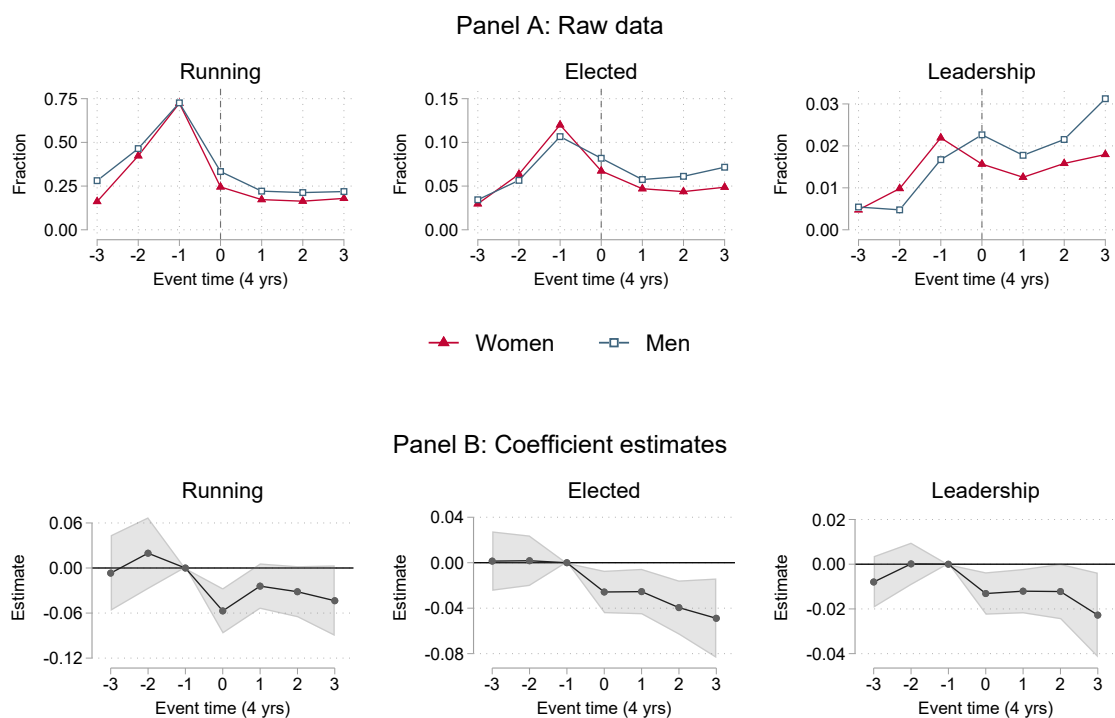 Panel A: Raw data
Running
0.75
0.50
0.25
0.00
Fraction
-3 -2 -1 0 1 2 3
Event time (4 yrs)
Elected
0.15
0.10
0.05
0.00
Fraction
-3 -2 -1 0 1 2 3
Event time (4 yrs)
Leadership
0.03
0.02
0.01
0.00
Fraction
-3 -2 -1 0 1 2 3
Event time (4 yrs)
Women Men
Panel B: Coefficient estimates
Running
0.06
0.00
-0.06
-0.12
Estimate
-3 -2 -1 0 1 2 3
Event time (4 yrs)
Elected
0.04
0.00
-0.04
-0.08
Estimate
-3 -2 -1 0 1 2 3
Event time (4 yrs)
Leadership
0.02
0.00
-0.02
-0.04
Estimate
-3 -2 -1 0 1 2 3
Event time (4 yrs)